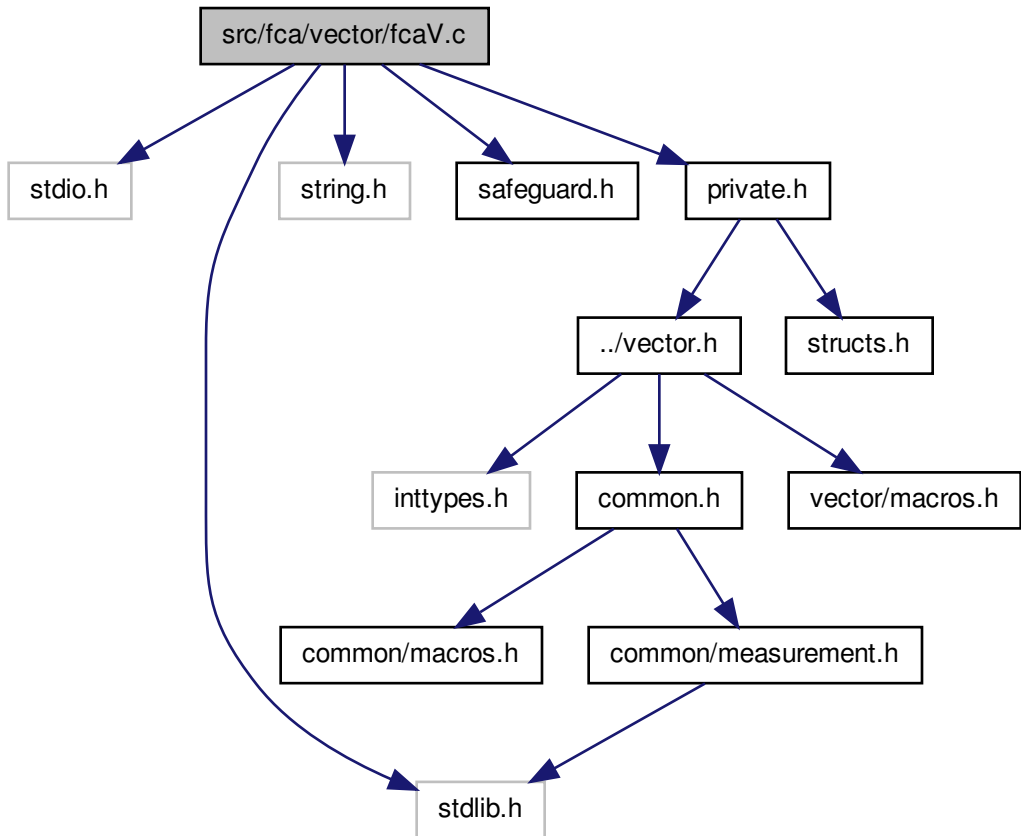 src/fca/vector/fcaV.c
stdio.h
string.h
safeguard.h
private.h
../vector.h
structs.h
inttypes.h
common.h
vector/macros.h
common/macros.h
common/measurement.h
stdlib.h